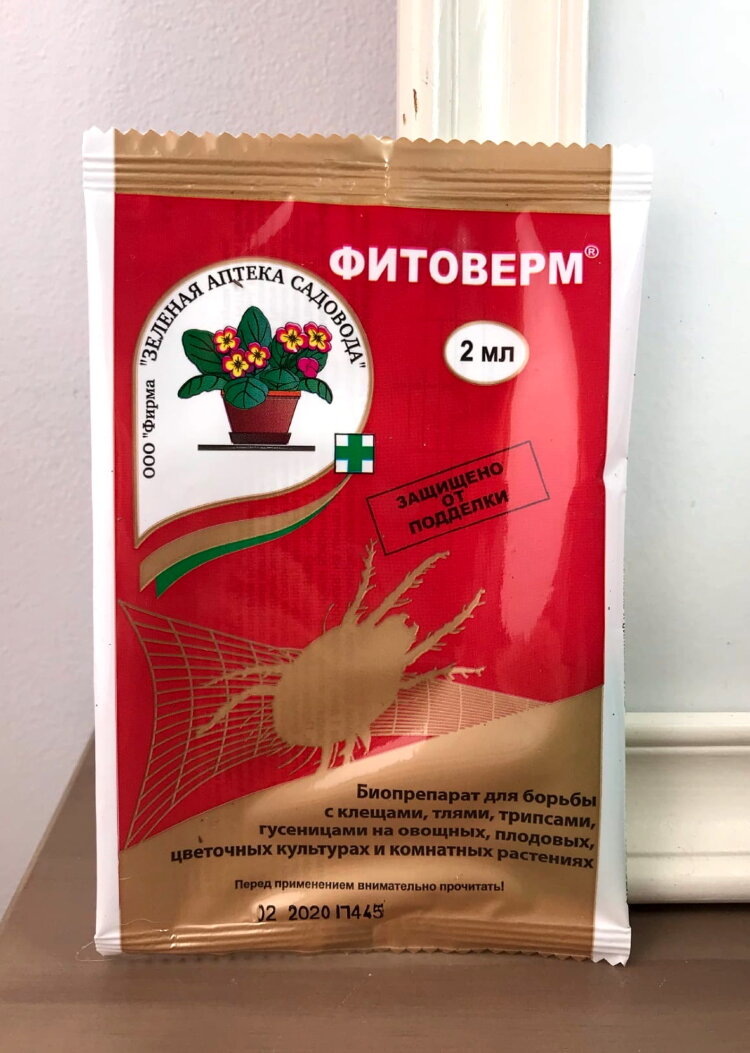 ФИТОВЕРМ®
ООО "Фирма "ЗЕЛЕНАЯ АПТЕКА САДОВОДА"
2 мл
ЗАЩИЩЕНО
ОТ
ПОДДЕЛКИ
Биопрепарат для борьбы
с клещами, тлями, трипсами,
гусеницами на овощных, плодовых,
цветочных культурах и комнатных растениях
Перед применением внимательно прочитать!
02 2020 17445